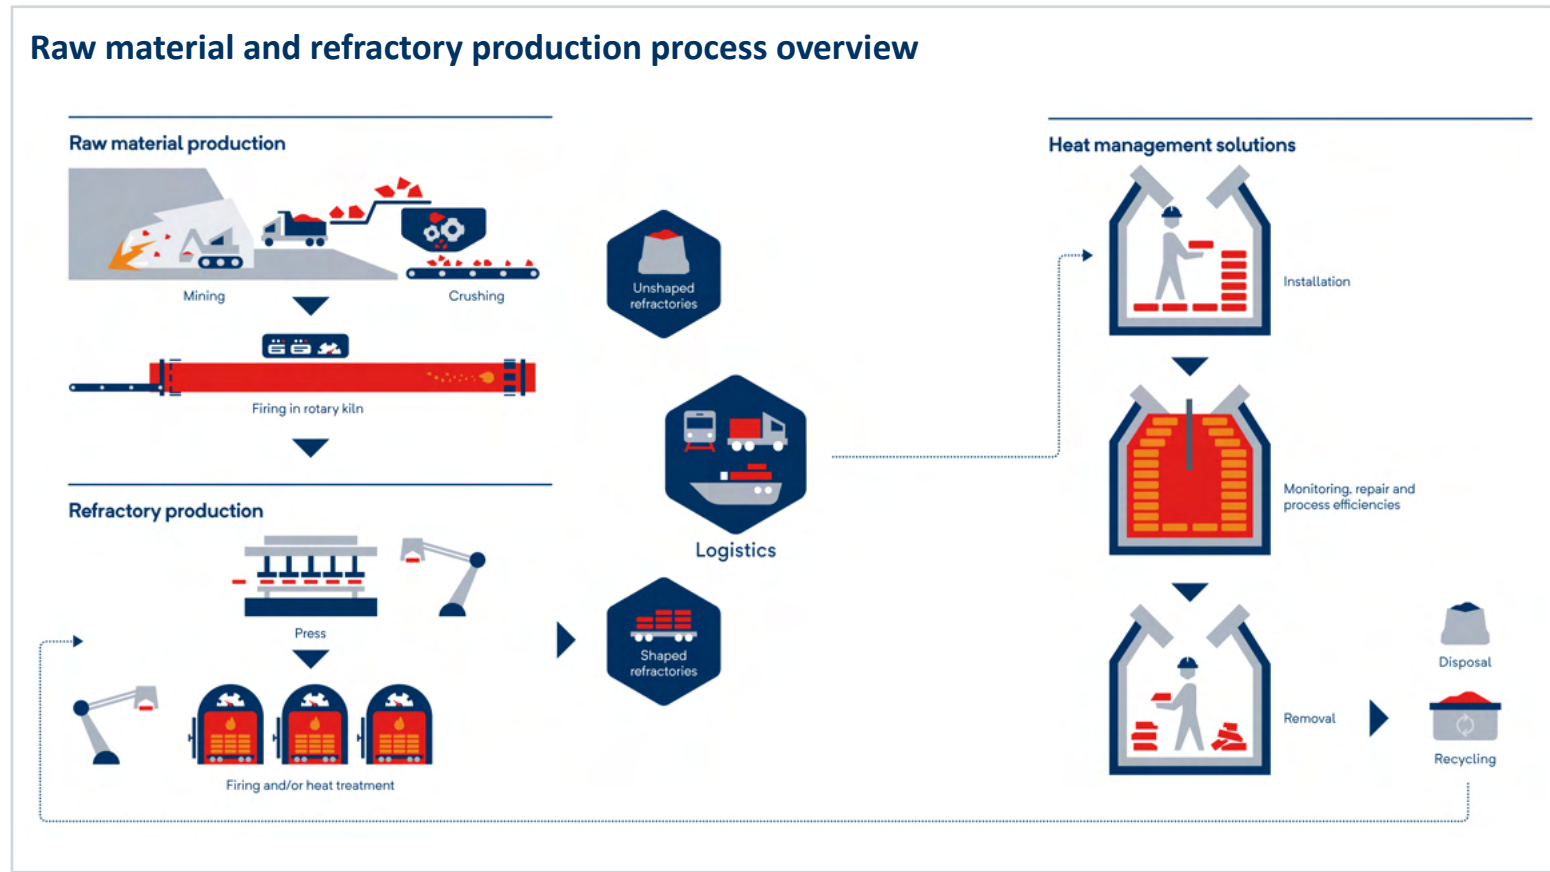 Raw material and refractory production process overview
Raw material production
Mining
Crushing
Firing in rotary kiln
Refractory production
Press
Firing and/or heat treatment
Unshaped
refractories
Logistics
Shaped
refractories
Heat management solutions
Installation
Monitoring, repair and
process efficiencies
Removal
Disposal
Recycling